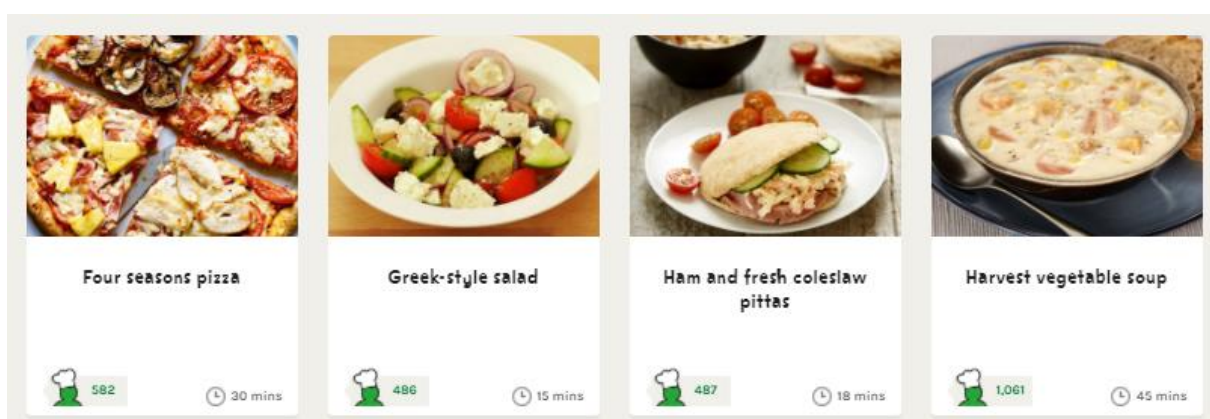 Four seasons pizza
582
30 mins
Greek-style salad
486
15 mins
Ham and fresh coleslaw
pittas
487
18 mins
Harvest vegetable soup
1,061
45 mins